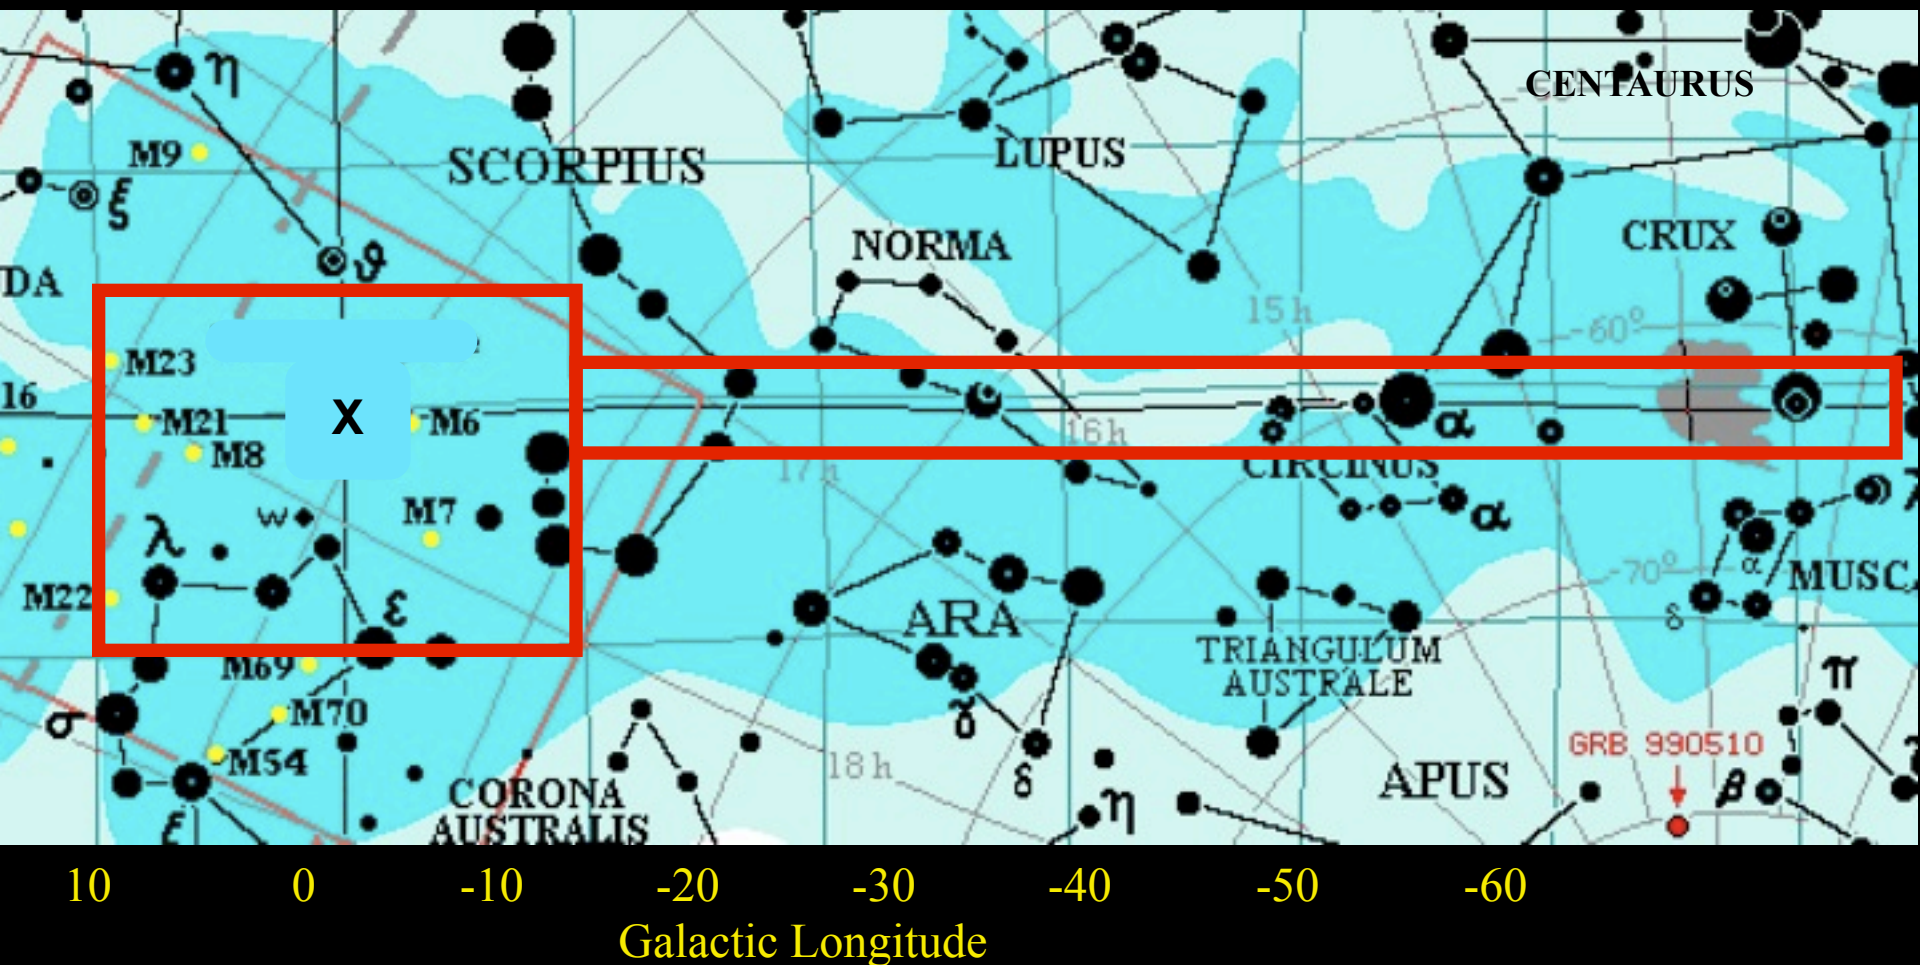 η
CENTAURUS
M9
SCORPIUS
LUPUS
ξ
CRUX
NORMA
ϑ
DA
15h
-60°
M23
16
M21
X
M6
α
16h
M8
CIRCINUS
17h
M7
w
λ
α
-70°
α
MUSCA
M22
ε
ARA
δ
TRIANGULUM
AUSTRALE
M69
π
σ
M70
γ
GRB 990510
M54
18h
δ
APUS
β
CORONA
η
AUSTRALIS
ξ
10 0 -10 -20 -30 -40 -50 -60
Galactic Longitude